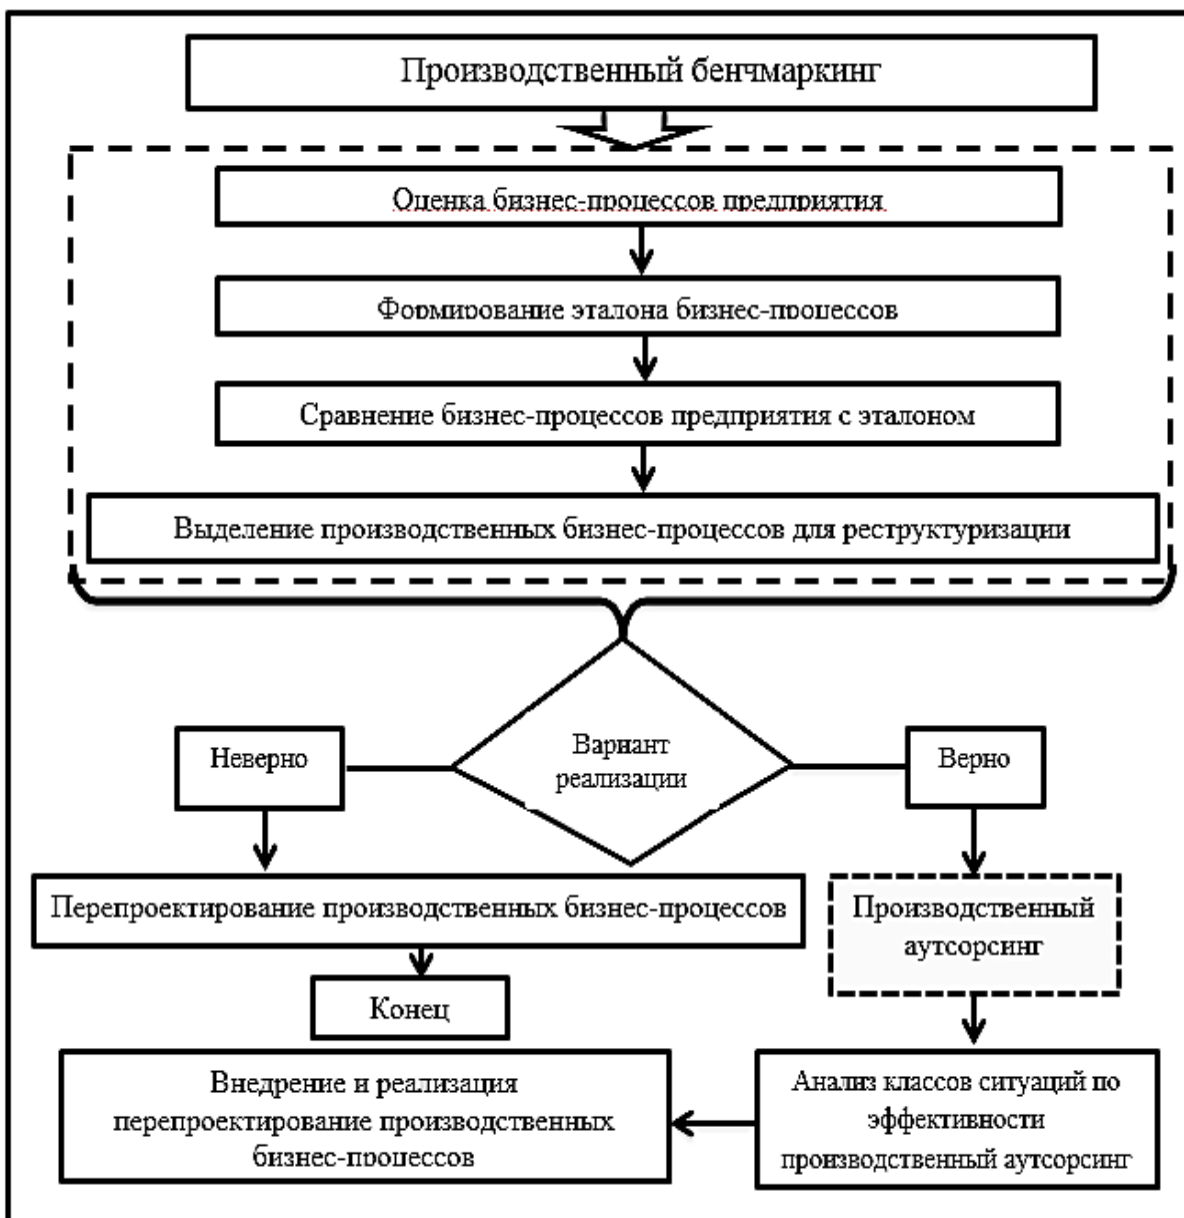 Производственный бенчмаркинг
Оценка бизнес-процессов предприятия
Формирование эталона бизнес-процессов
Сравнение бизнес-процессов предприятия с эталоном
Выделение производственных бизнес-процессов для реструктуризации
Вариант
реализации
Неверно
Верно
Перепроектирование производственных бизнес-процессов
Конец
Производственный
аутсорсинг
Анализ классов ситуаций по
эффективности
производственный аутсорсинг
Внедрение и реализация
перепроектирование производственных
бизнес-процессов